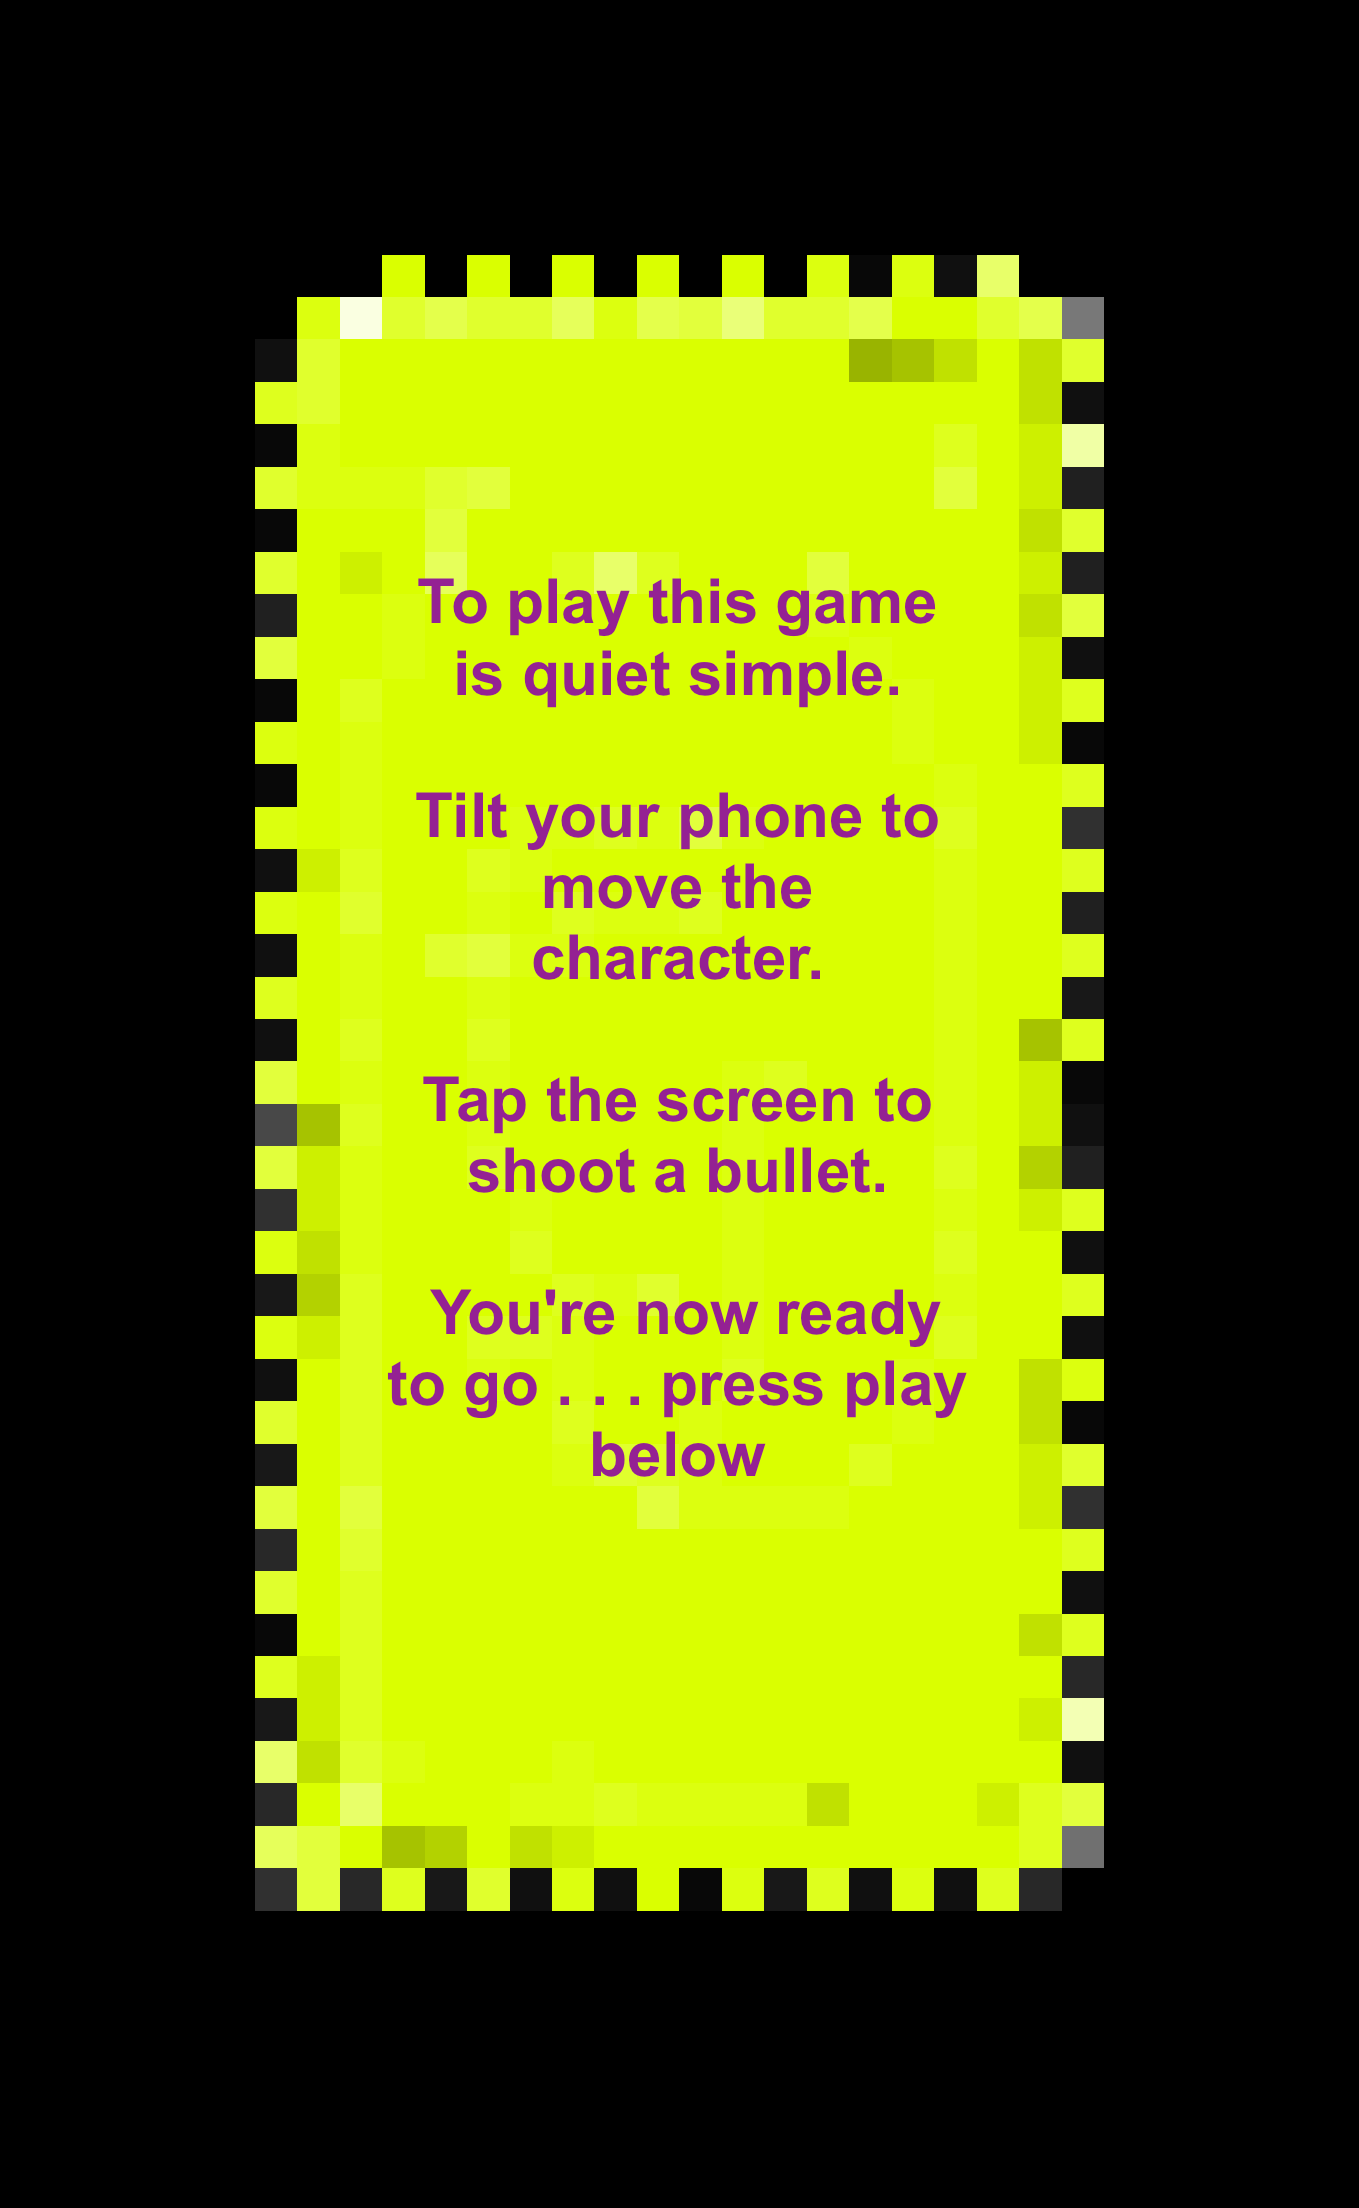 To play this game
is quiet simple.
Tilt your phone to
move the
character.
Tap the screen to
shoot a bullet.
You're now ready
to go . . . press play
below